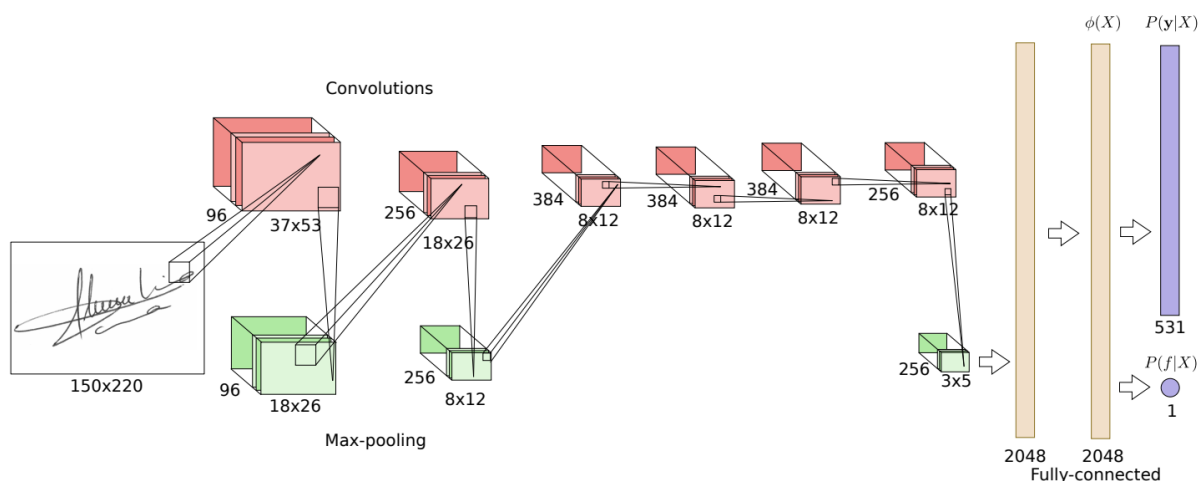 ϕ(X) P(y|X)
Convolutions
96
37x53
256
18x26
384
8x12
384
8x12
384
8x12
256
8x12
150x220
96
18x26
256
8x12
256
3x5
531
P(f|X)
1
Max-pooling
2048
2048
Fully-connected